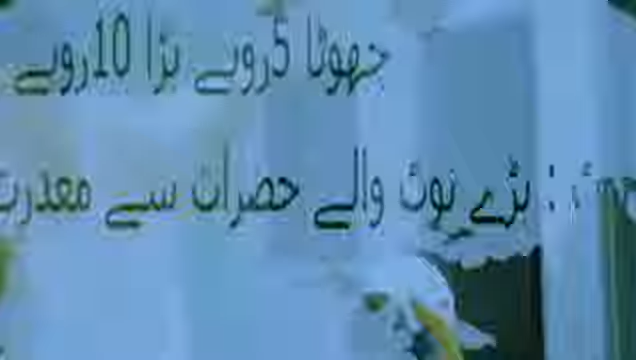 چھوٹا 5روپے بڑا 10روپے
: بڑے نوٹ والے حضرات سے معذرت